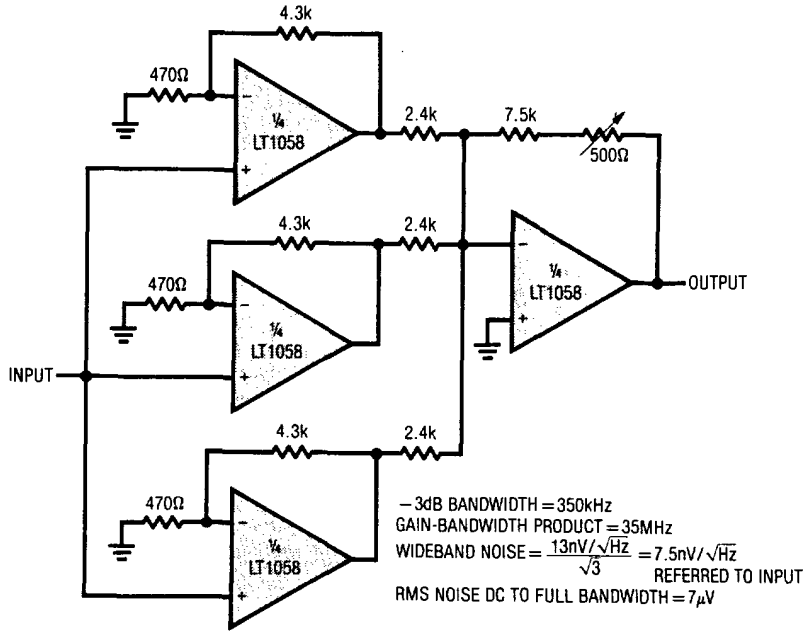 4.3k
470Ω
−
+
¼
LT1058
2.4k
7.5k
500Ω
4.3k
2.4k
470Ω
−
+
¼
LT1058
−
+
¼
LT1058
OUTPUT
INPUT
4.3k
2.4k
470Ω
−
+
¼
LT1058
−3dB BANDWIDTH = 350kHz
GAIN-BANDWIDTH PRODUCT = 35MHz
WIDEBAND NOISE = 13nV/√Hz / √3 = 7.5nV/√Hz
REFERRED TO INPUT
RMS NOISE DC TO FULL BANDWIDTH = 7μV